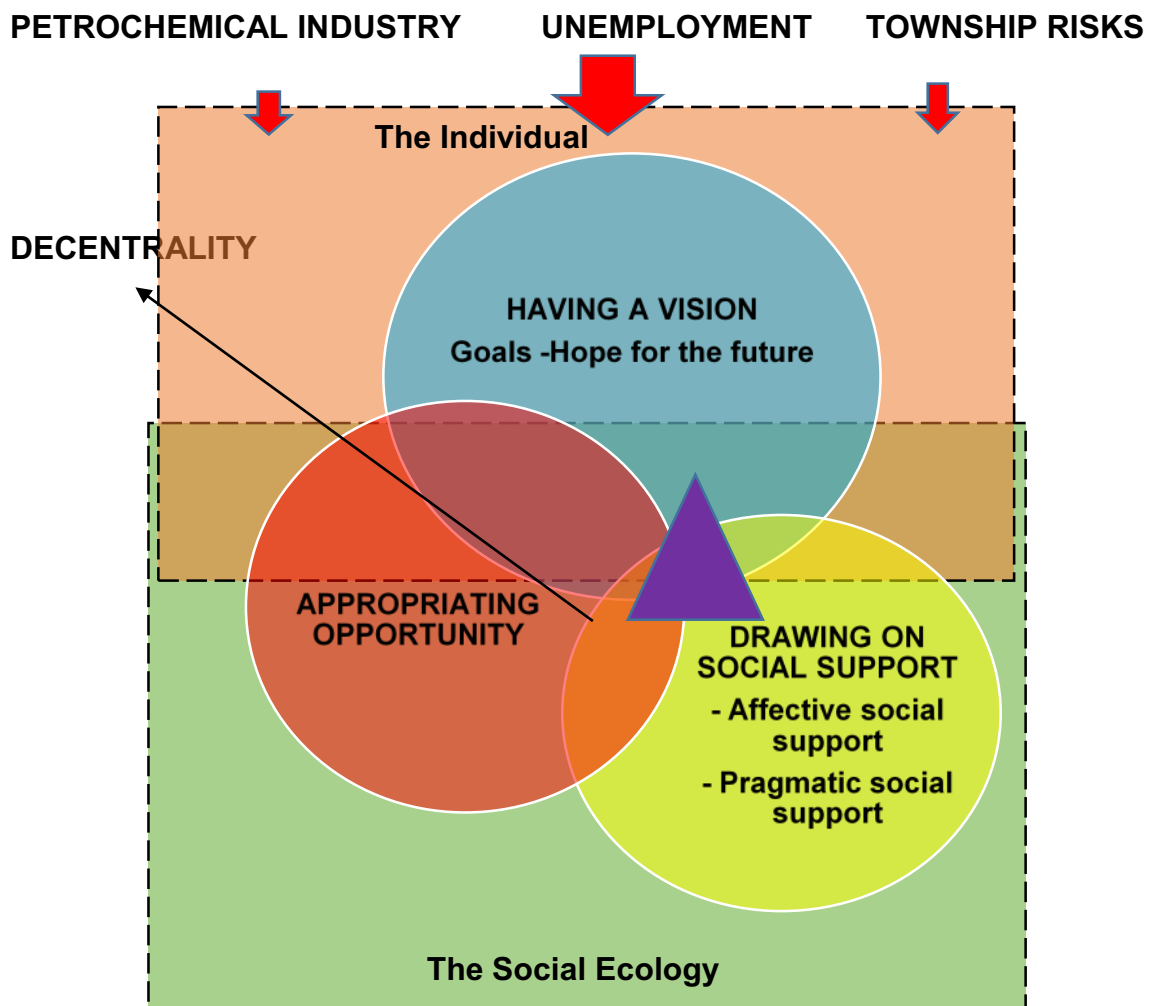 PETROCHEMICAL INDUSTRY UNEMPLOYMENT TOWNSHIP RISKS
The Individual
DECENTRALITY
HAVING A VISION
Goals -Hope for the future
APPROPRIATING
OPPORTUNITY
DRAWING ON
SOCIAL SUPPORT
- Affective social
support
- Pragmatic social
support
The Social Ecology